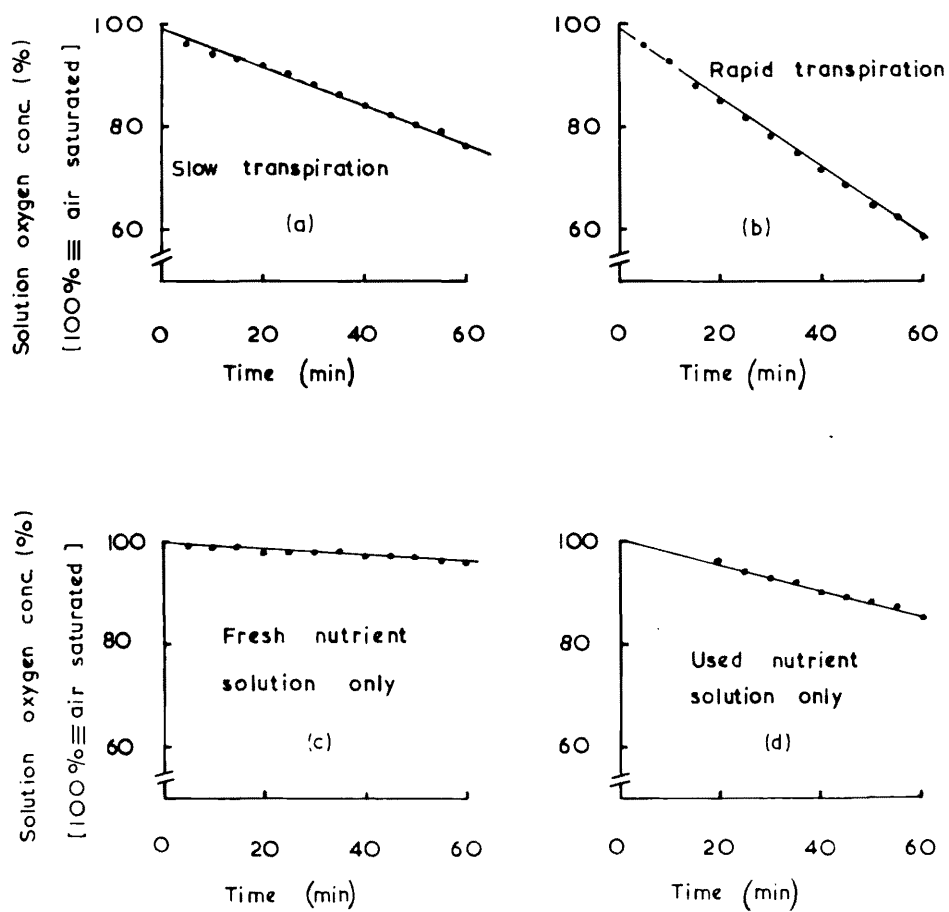 Solution oxygen conc. (%)
[100% ≡ air saturated]
100
80
60
Slow transpiration
(a)
0 20 40 60
Time (min)
100
80
60
Rapid transpiration
(b)
0 20 40 60
Time (min)
Solution oxygen conc. (%)
[100% ≡ air saturated]
100
80
60
Fresh nutrient
solution only
(c)
0 20 40 60
Time (min)
100
80
60
Used nutrient
solution only
(d)
0 20 40 60
Time (min)